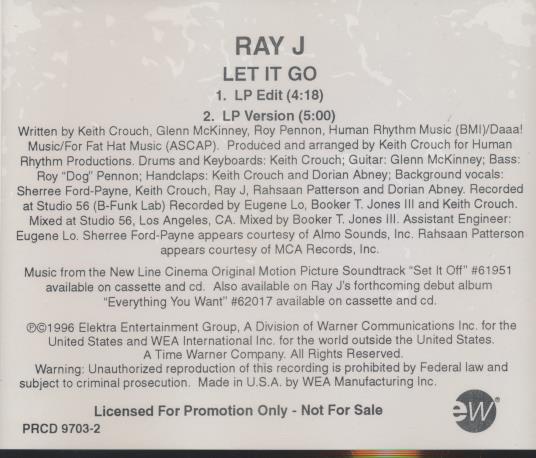 RAY J
LET IT GO
1. LP Edit (4:18)
2. LP Version (5:00)
Written by Keith Crouch, Glenn McKinney, Roy Pennon, Human Rhythm Music (BMI)/Daaa!
Music/For Fat Hat Music (ASCAP). Produced and arranged by Keith Crouch for Human
Rhythm Productions. Drums and Keyboards: Keith Crouch; Guitar: Glenn McKinney; Bass:
Roy "Dog" Pennon; Handclaps: Keith Crouch and Dorian Abney; Background vocals:
Sherree Ford-Payne, Keith Crouch, Ray J, Rahsaan Patterson and Dorian Abney. Recorded
at Studio 56 (B-Funk Lab) Recorded by Eugene Lo, Booker T. Jones III and Keith Crouch.
Mixed at Studio 56, Los Angeles, CA. Mixed by Booker T. Jones III. Assistant Engineer:
Eugene Lo. Sherree Ford-Payne appears courtesy of Almo Sounds, Inc. Rahsaan Patterson
appears courtesy of MCA Records, Inc.
Music from the New Line Cinema Original Motion Picture Soundtrack "Set It Off" #61951
available on cassette and cd. Also available on Ray J's forthcoming debut album
"Everything You Want" #62017 available on cassette and cd.
℗©1996 Elektra Entertainment Group, A Division of Warner Communications Inc. for the
United States and WEA International Inc. for the world outside the United States.
A Time Warner Company. All Rights Reserved.
Warning: Unauthorized reproduction of this recording is prohibited by Federal law and
subject to criminal prosecution. Made in U.S.A. by WEA Manufacturing Inc.
Licensed For Promotion Only - Not For Sale
PRCD 9703-2
ew®